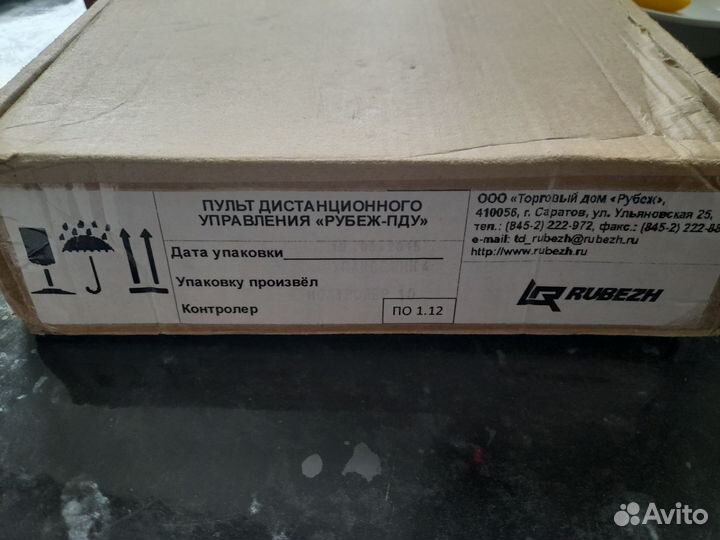 ПУЛЬТ ДИСТАНЦИОННОГО
УПРАВЛЕНИЯ «РУБЕЖ-ПДУ»
Дата упаковки
Упаковку произвёл
Контролер
ПО 1.12
ООО «Торговый дом «Рубеж»,
410056, г. Саратов, ул. Ульяновская 25,
тел.: (845-2) 222-972, факс.: (845-2) 222-88
e-mail: td_rubezh@rubezh.ru
http://www.rubezh.ru
RUBEZH
Avito